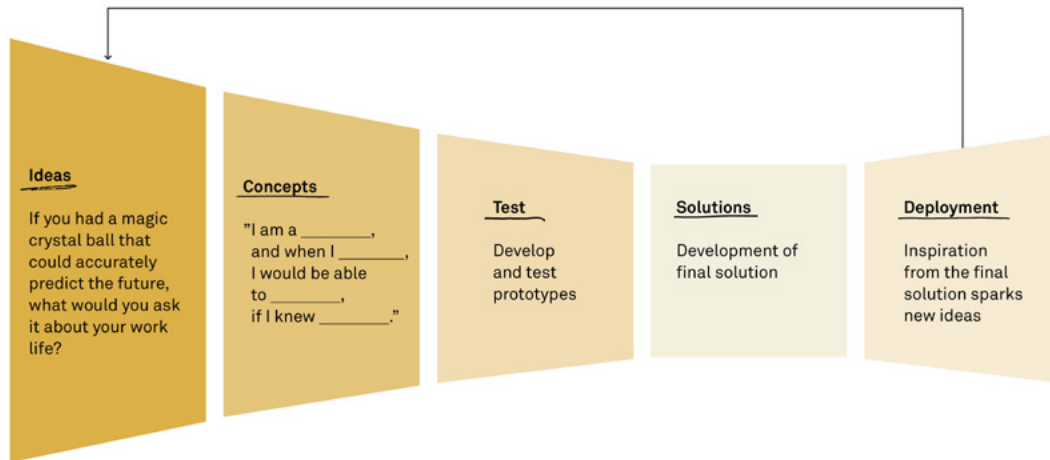 Ideas
If you had a magic
crystal ball that
could accurately
predict the future,
what would you ask
it about your work
life?
Concepts
"I am a ________,
and when I _______,
I would be able
to ________,
if I knew ________."
Test
Develop
and test
prototypes
Solutions
Development of
final solution
Deployment
Inspiration
from the final
solution sparks
new ideas